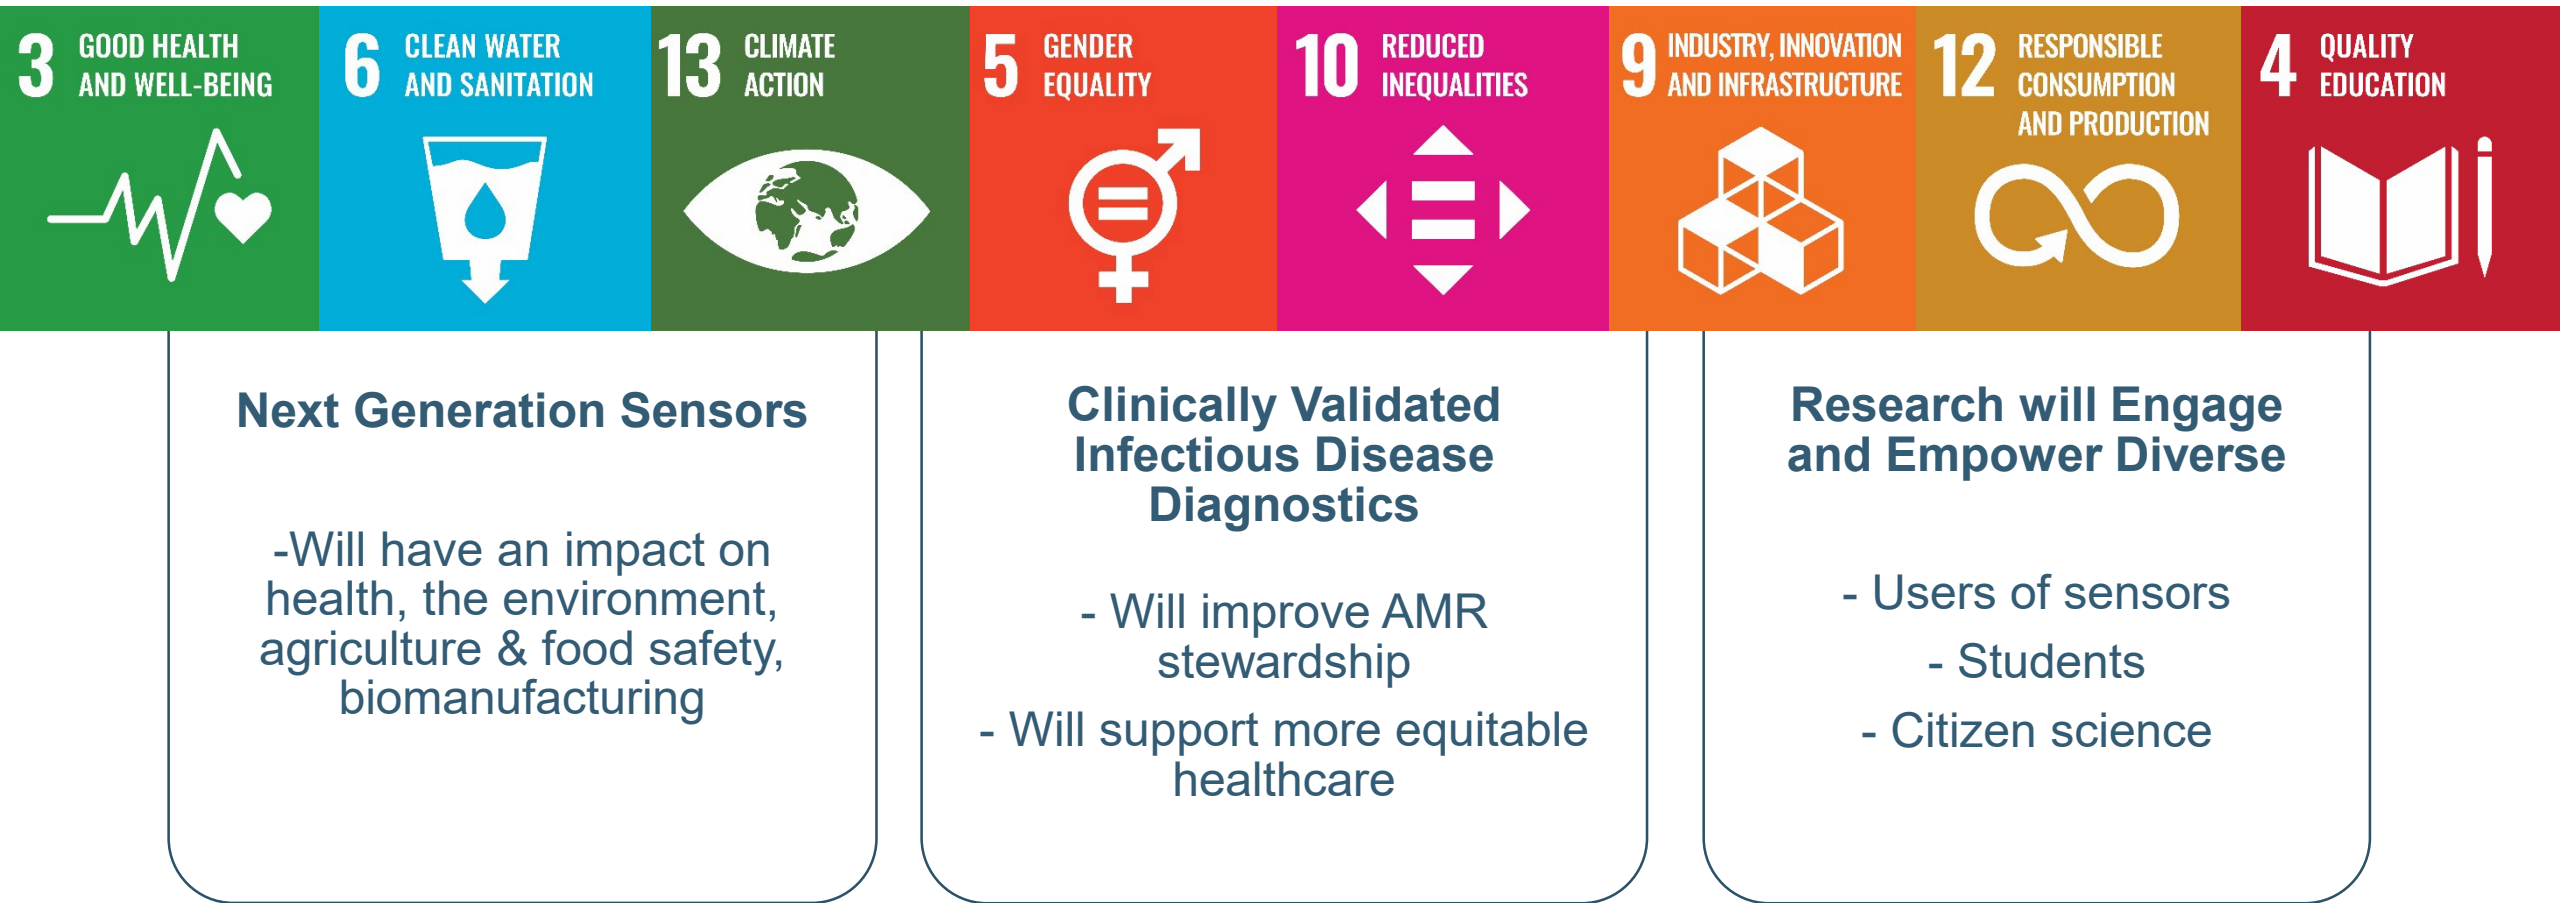 3 GOOD HEALTH
AND WELL-BEING
6 CLEAN WATER
AND SANITATION
13 CLIMATE
ACTION
5 GENDER
EQUALITY
10 REDUCED
INEQUALITIES
9 INDUSTRY, INNOVATION
AND INFRASTRUCTURE
12 RESPONSIBLE
CONSUMPTION
AND PRODUCTION
4 QUALITY
EDUCATION
Next Generation Sensors
-Will have an impact on
health, the environment,
agriculture & food safety,
biomanufacturing
Clinically Validated
Infectious Disease
Diagnostics
- Will improve AMR
stewardship
- Will support more equitable
healthcare
Research will Engage
and Empower Diverse
- Users of sensors
- Students
- Citizen science